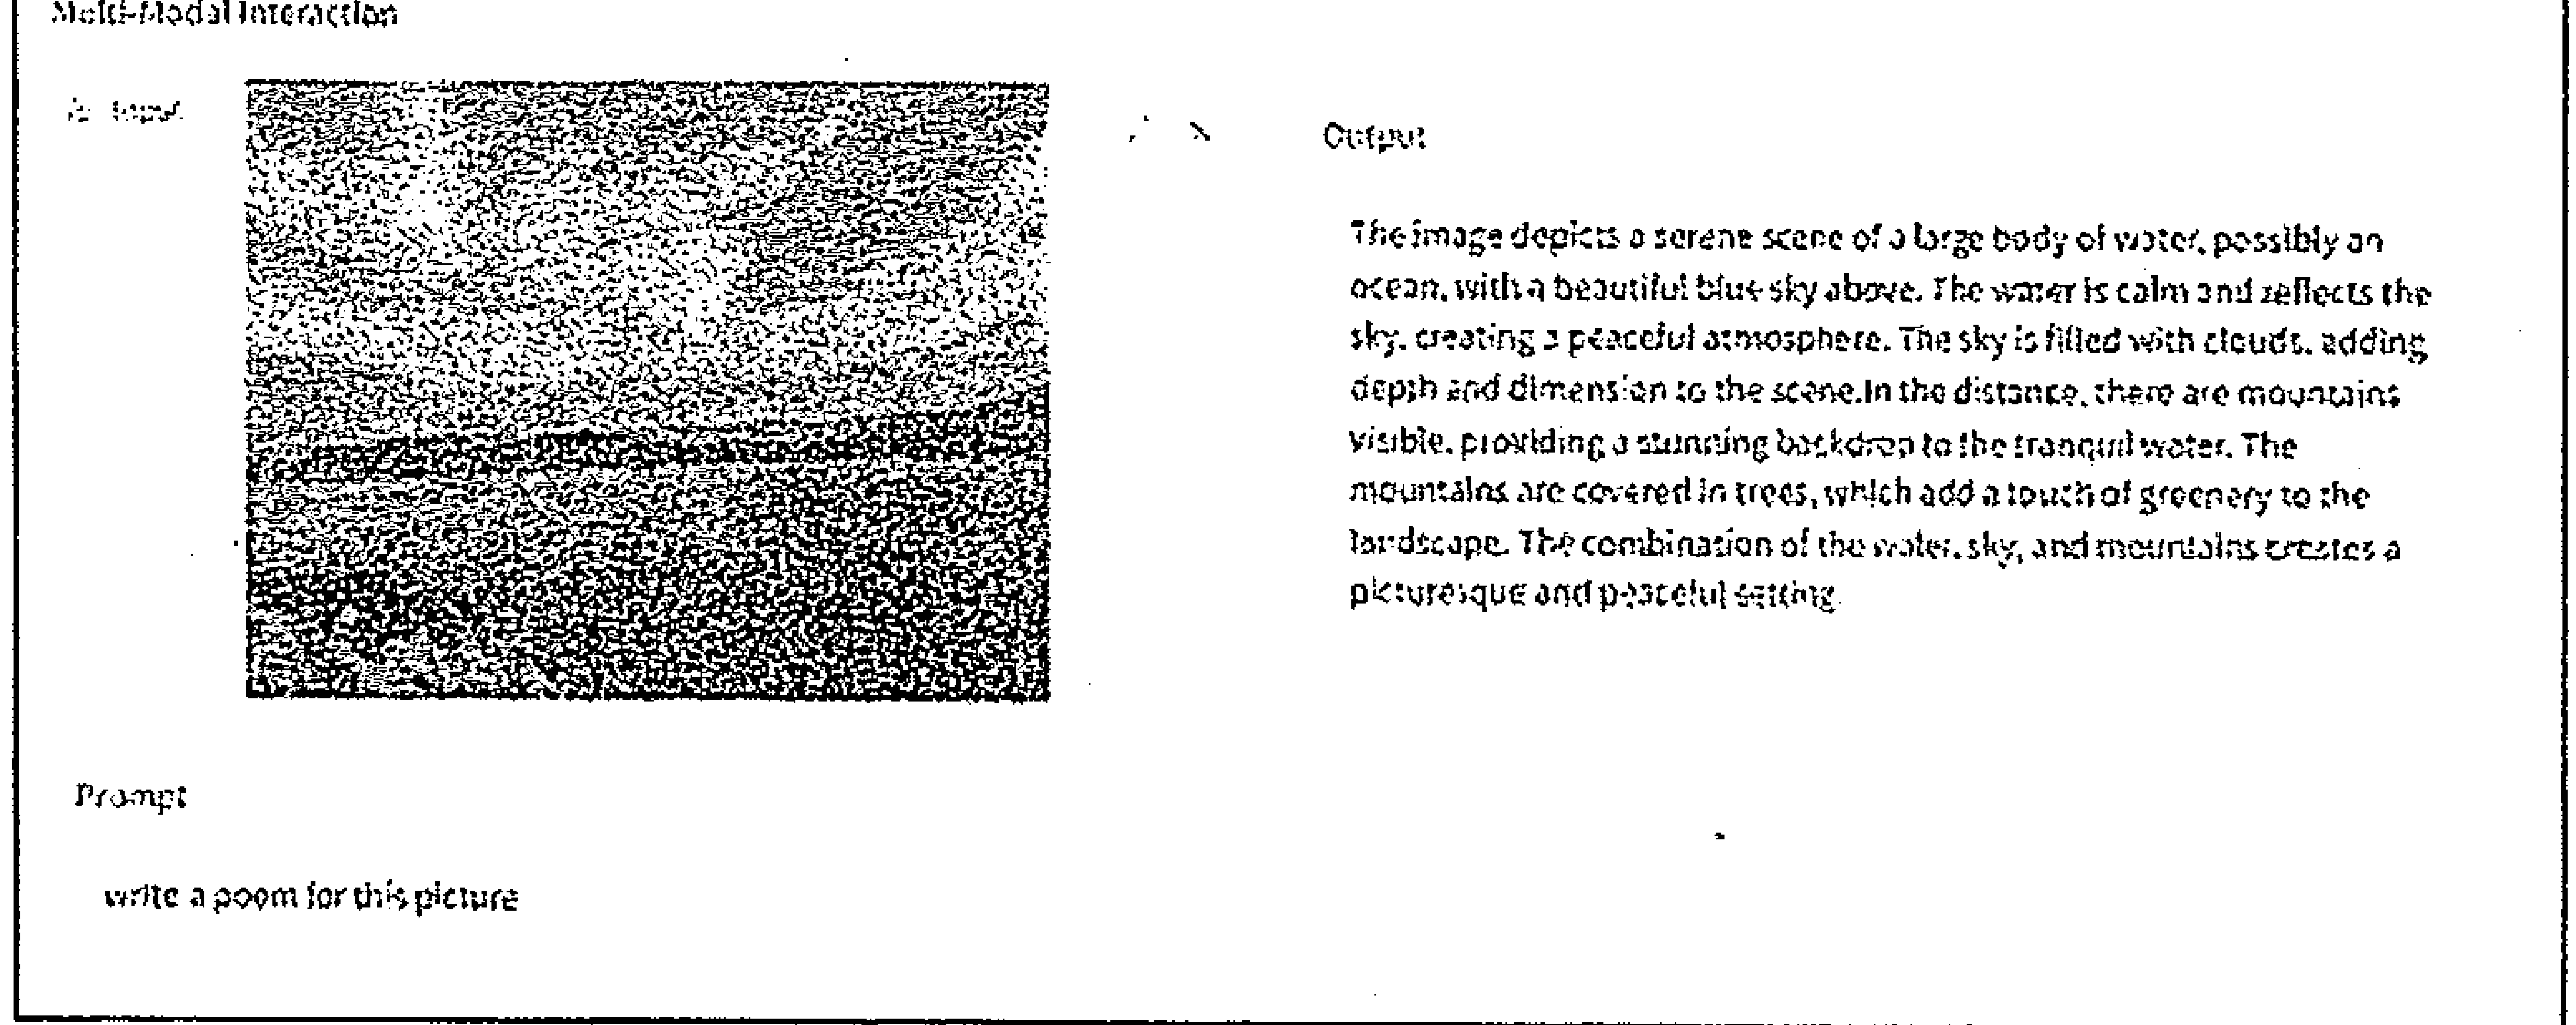 Multi-Modal Interaction
Input
Output
The image depicts a serene scene of a large body of water, possibly an
ocean, with a beautiful blue sky above. The water is calm and reflects the
sky, creating a peaceful atmosphere. The sky is filled with clouds, adding
depth and dimension to the scene.In the distance, there are mountains
visible, providing a stunning backdrop to the tranquil water. The
mountains are covered in trees, which add a touch of greenery to the
landscape. The combination of the water, sky, and mountains creates a
picturesque and peaceful setting.
Prompt
write a poem for this picture